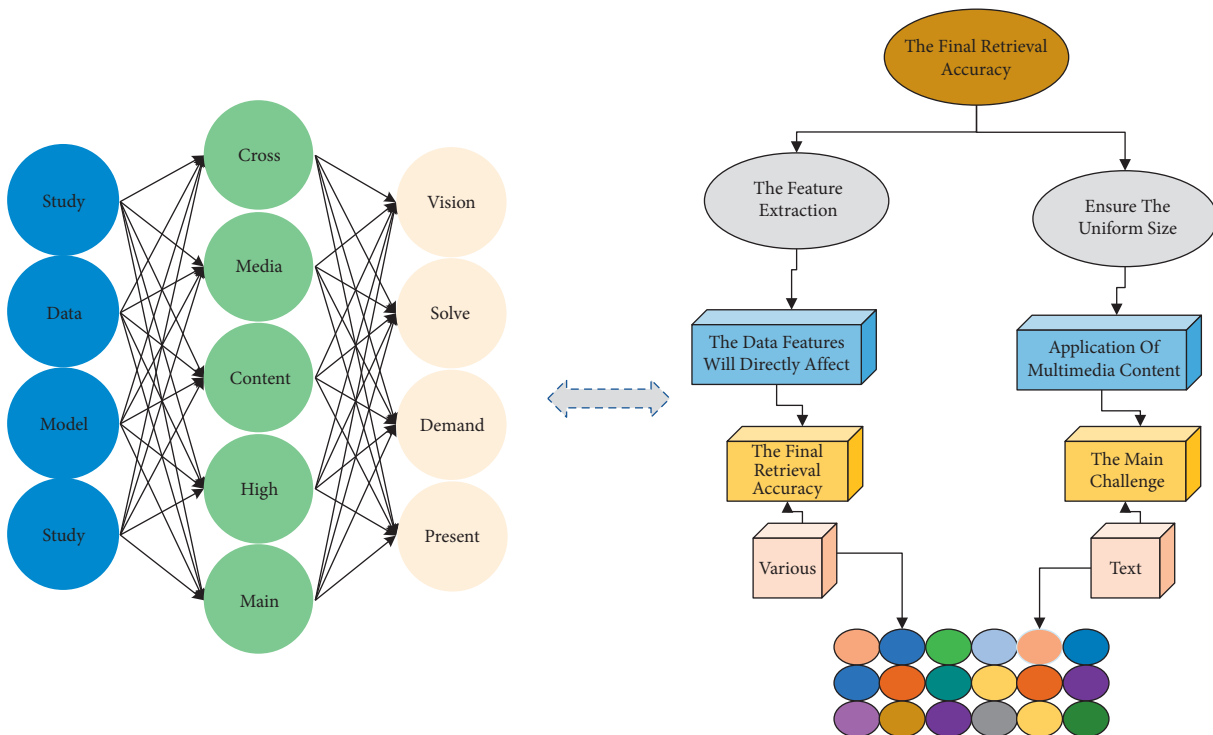 Study
Data
Model
Study
Cross
Media
Content
High
Main
Vision
Solve
Demand
Present
The Final Retrieval
Accuracy
The Feature
Extraction
Ensure The
Uniform Size
The Data Features
Will Directly Affect
Application Of
Multimedia Content
The Final
Retrieval
Accuracy
The Main
Challenge
Various
Text